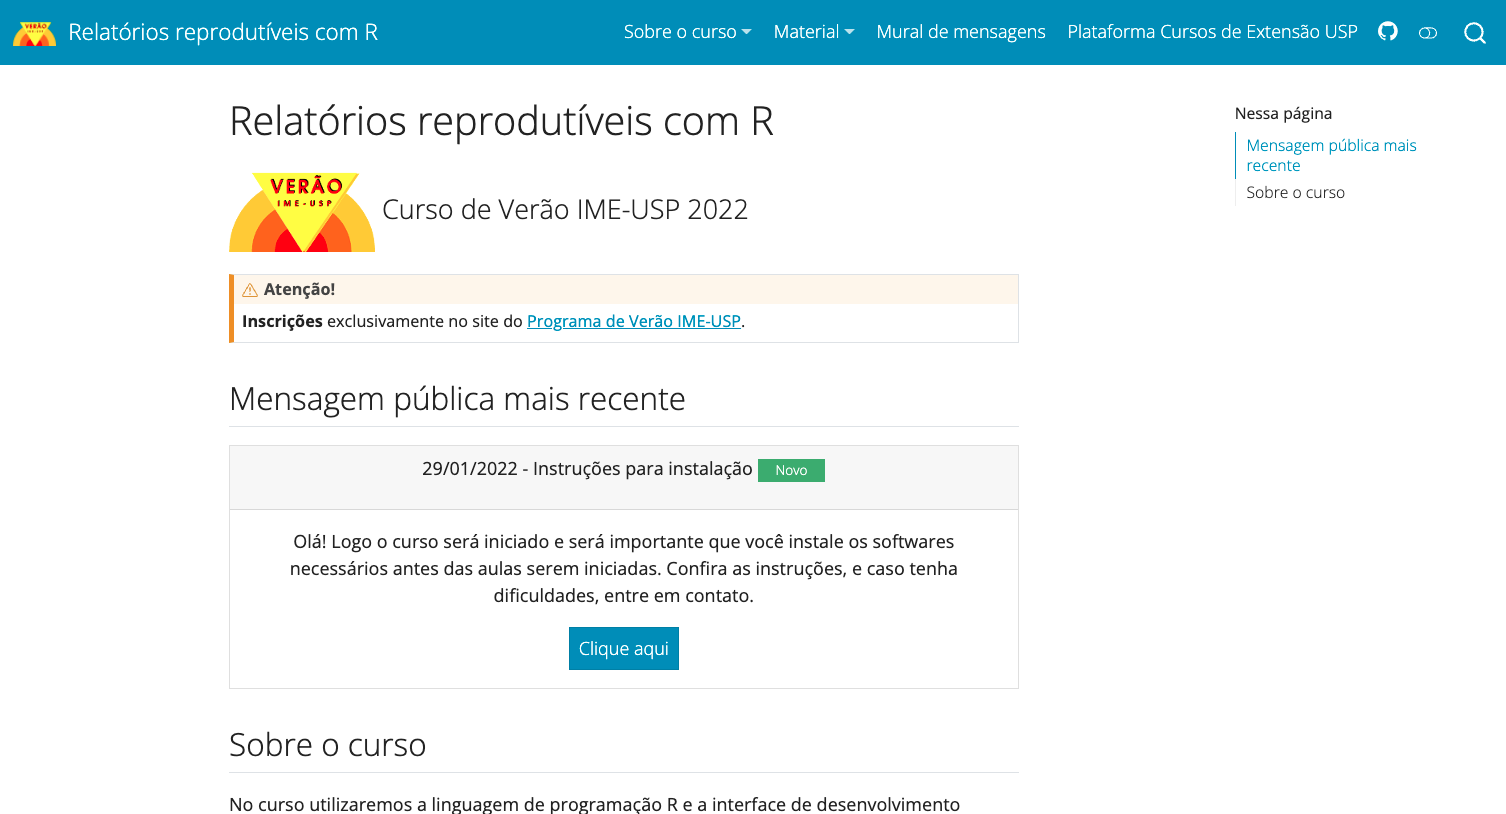 Relatórios reprodutíveis com R
Sobre o curso
Material
Mural de mensagens
Plataforma Cursos de Extensão USP
Relatórios reprodutíveis com R
VERÃO
IME-USP
Curso de Verão IME-USP 2022
Atenção!
Inscrições exclusivamente no site do Programa de Verão IME-USP.
Mensagem pública mais recente
29/01/2022 - Instruções para instalação Novo
Olá! Logo o curso será iniciado e será importante que você instale os softwares
necessários antes das aulas serem iniciadas. Confira as instruções, e caso tenha
dificuldades, entre em contato.
Clique aqui
Sobre o curso
No curso utilizaremos a linguagem de programação R e a interface de desenvolvimento
Nessa página
Mensagem pública mais
recente
Sobre o curso